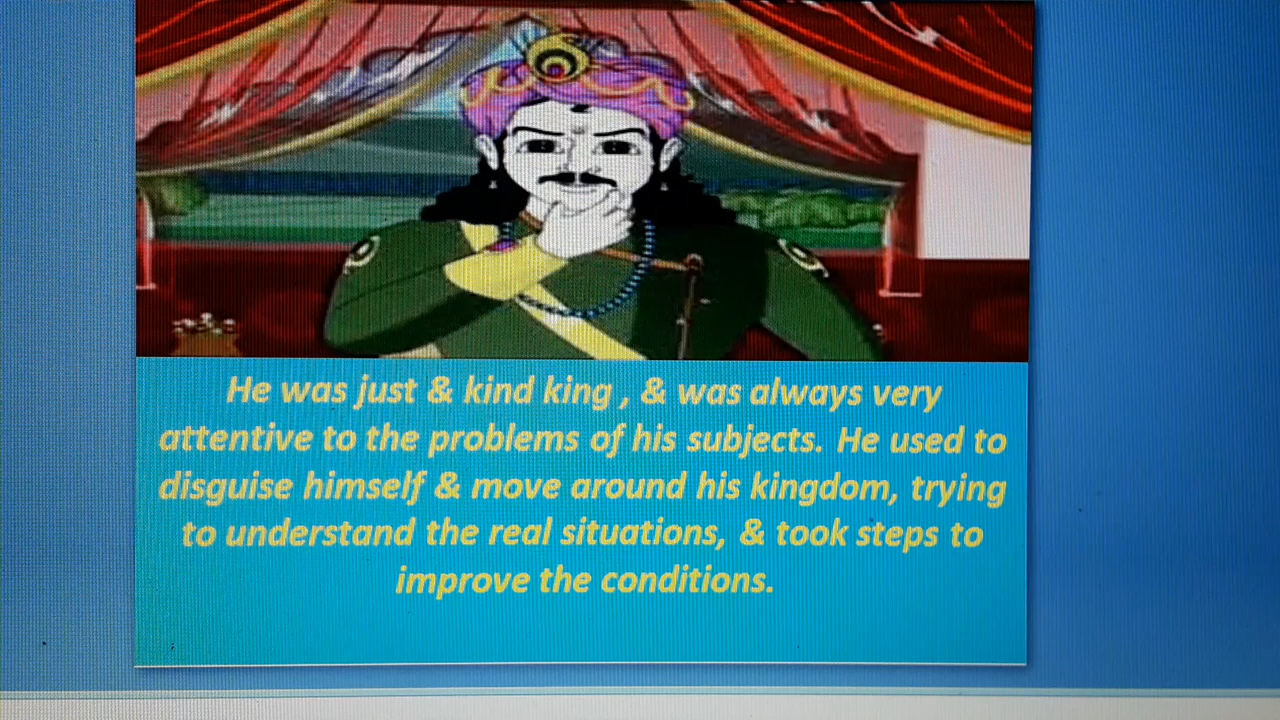 He was just & kind king , & was always very
attentive to the problems of his subjects. He used to
disguise himself & move around his kingdom, trying
to understand the real situations, & took steps to
improve the conditions.